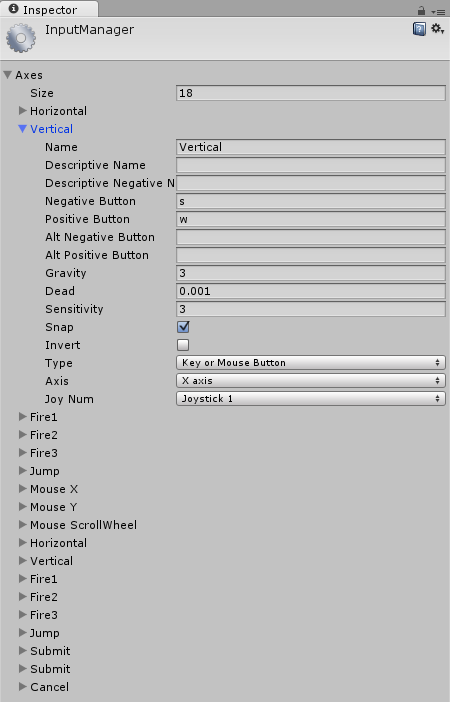 Inspector
InputManager
Axes
Size 18
Horizontal
Vertical
Name Vertical
Descriptive Name
Descriptive Negative N
Negative Button s
Positive Button w
Alt Negative Button
Alt Positive Button
Gravity 3
Dead 0.001
Sensitivity 3
Snap
Invert
Type Key or Mouse Button
Axis X axis
Joy Num Joystick 1
Fire1
Fire2
Fire3
Jump
Mouse X
Mouse Y
Mouse ScrollWheel
Horizontal
Vertical
Fire1
Fire2
Fire3
Jump
Submit
Submit
Cancel